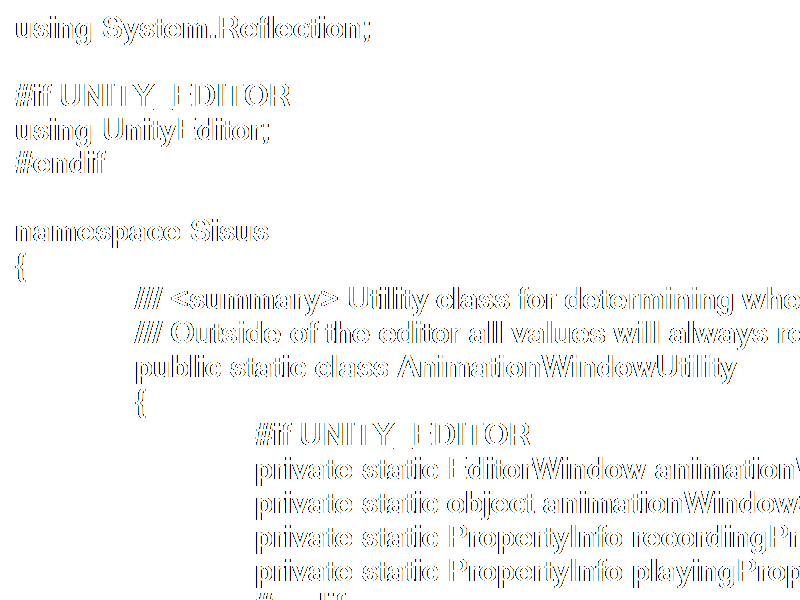 using System.Reflection;
#if UNITY_EDITOR
using UnityEditor;
#endif
namespace Sisus
{
/// <summary> Utility class for determining whe
/// Outside of the editor all values will always re
public static class AnimationWindowUtility
{
#if UNITY_EDITOR
private static EditorWindow animation
private static object animationWindow
private static PropertyInfo recordingPr
private static PropertyInfo playingProp
#endif